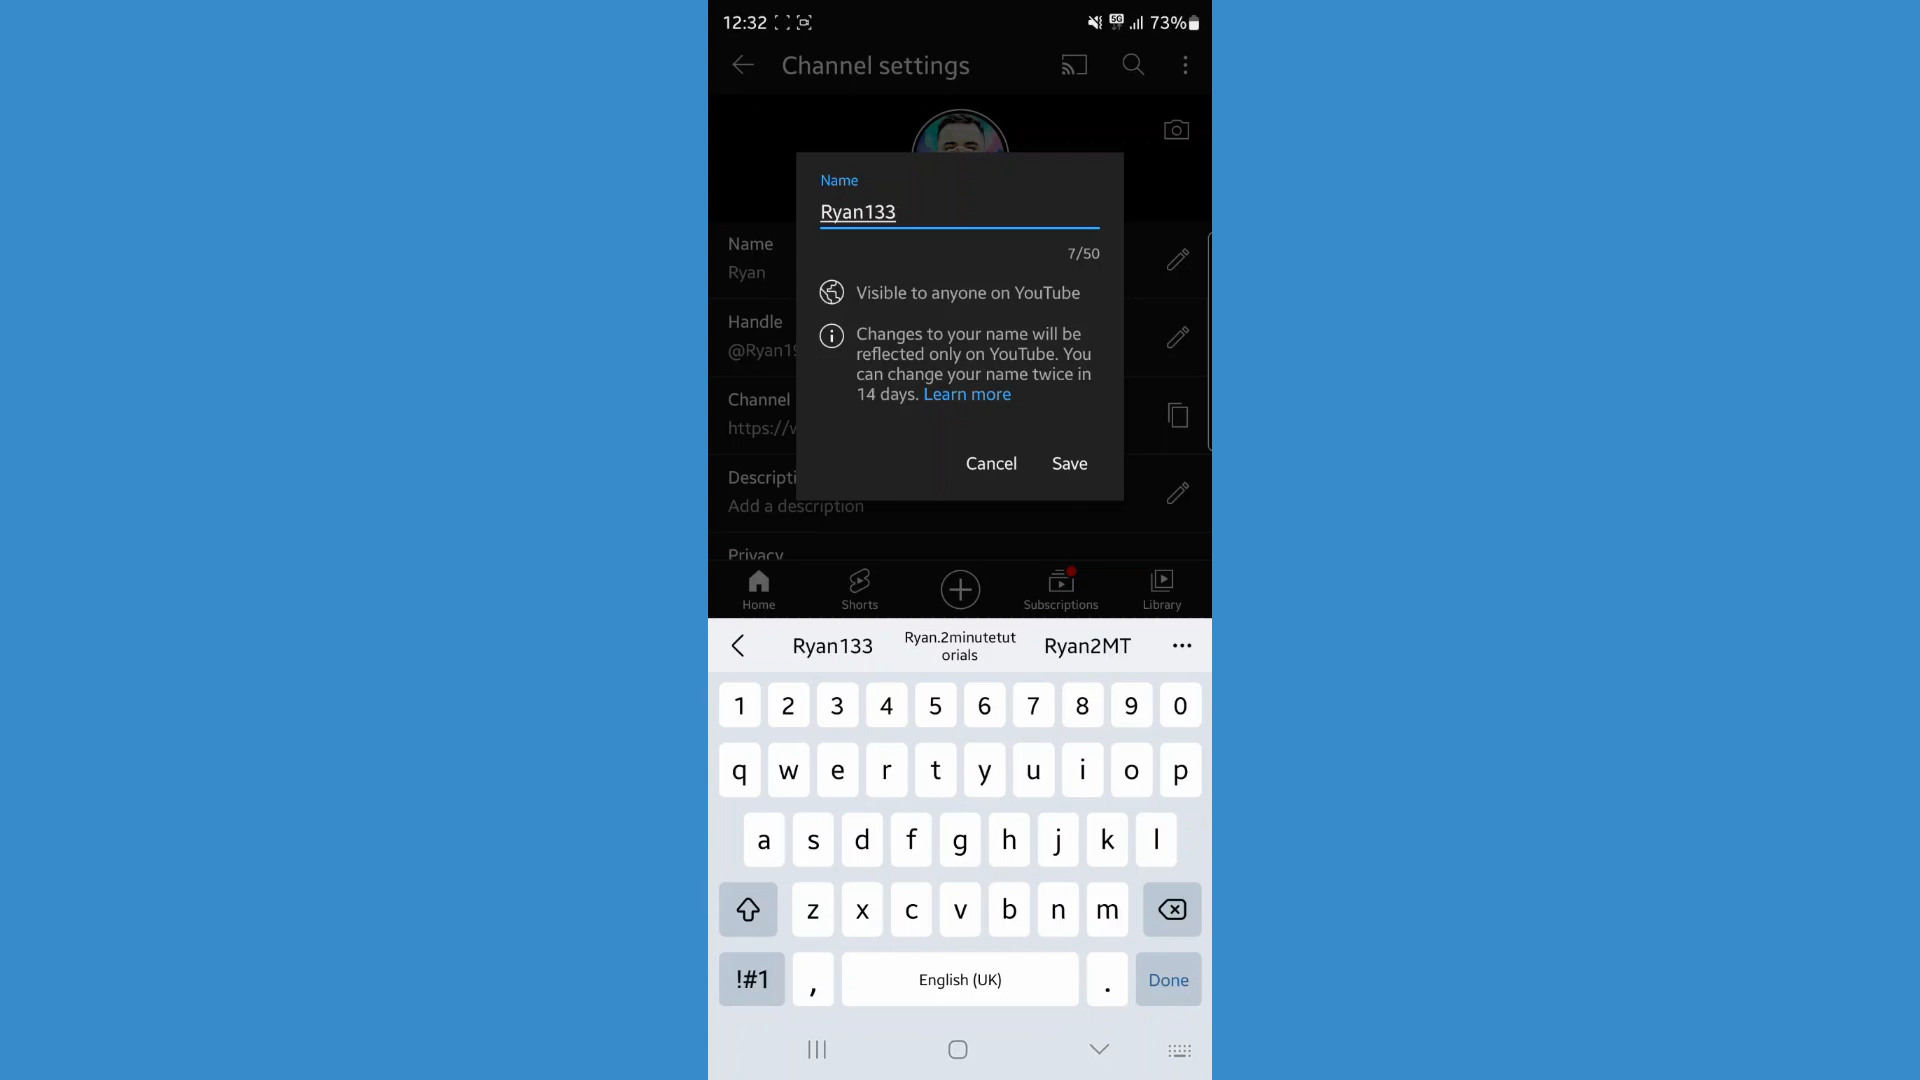 12:32
5G
73%
Channel settings
Name
Ryan133
7/50
Visible to anyone on YouTube
Changes to your name will be
reflected only on YouTube. You
can change your name twice in
14 days. Learn more
Cancel Save
Name
Ryan
Handle
@Ryan19
Channel
https://w
Descripti
Add a description
Privacy
Home
Shorts
Subscriptions
Library
Ryan133
Ryan.2minutetut
orials
Ryan2MT
1 2 3 4 5 6 7 8 9 0
q w e r t y u i o p
a s d f g h j k l
z x c v b n m
!#1 , English (UK) . Done